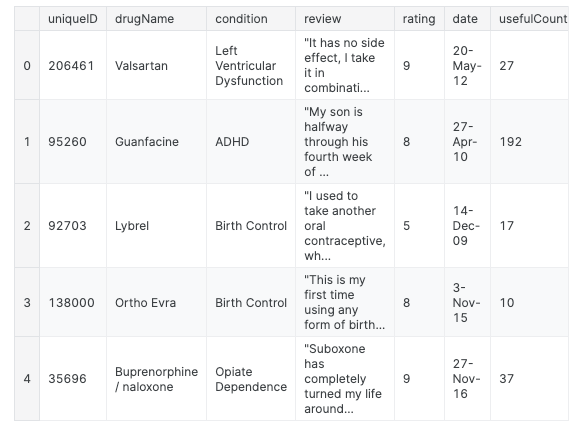 uniqueID drugName condition review rating date usefulCount
0 206461 Valsartan Left Ventricular Dysfunction "It has no side effect, I take it in combinati... 9 20-May-12 27
1 95260 Guanfacine ADHD "My son is halfway through his fourth week of ... 8 27-Apr-10 192
2 92703 Lybrel Birth Control "I used to take another oral contraceptive, wh... 5 14-Dec-09 17
3 138000 Ortho Evra Birth Control "This is my first time using any form of birth... 8 3-Nov-15 10
4 35696 Buprenorphine / naloxone Opiate Dependence "Suboxone has completely turned my life around... 9 27-Nov-16 37